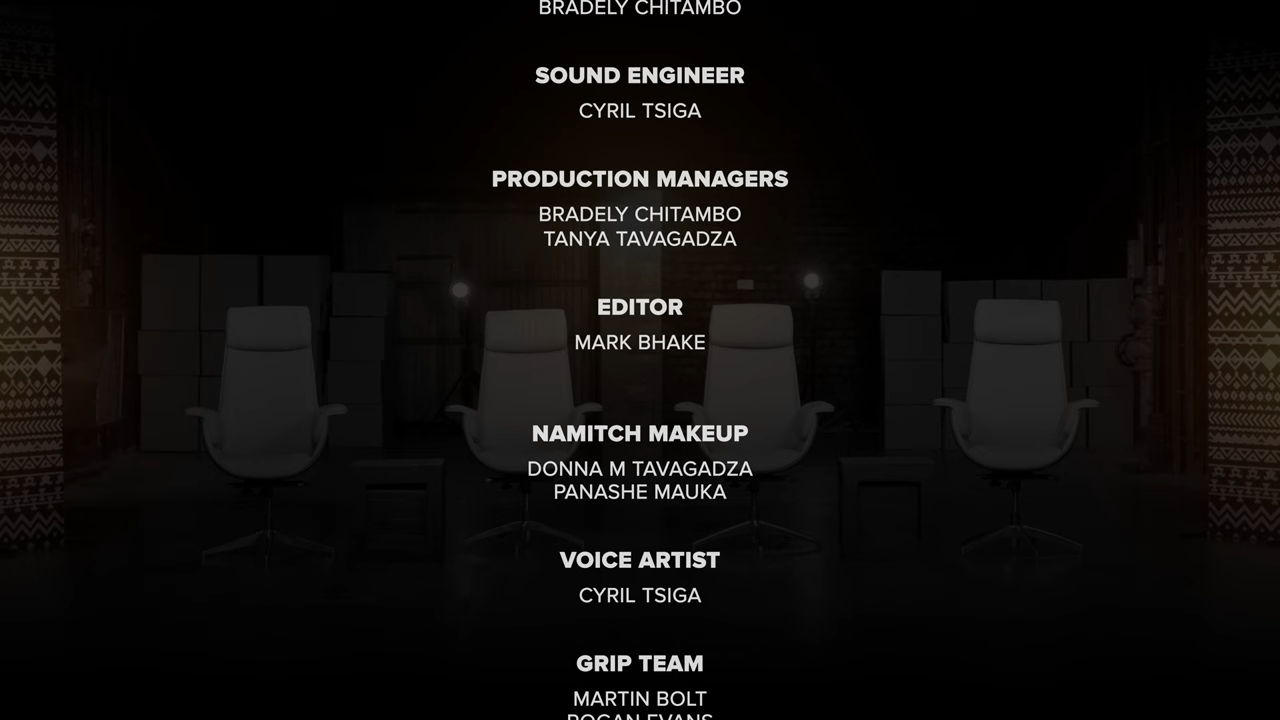 BRADELY CHITAMBO
SOUND ENGINEER
CYRIL TSIGA
PRODUCTION MANAGERS
BRADELY CHITAMBO
TANYA TAVAGADZA
EDITOR
MARK BHAKE
NAMITCH MAKEUP
DONNA M TAVAGADZA
PANASHE MAUKA
VOICE ARTIST
CYRIL TSIGA
GRIP TEAM
MARTIN BOLT